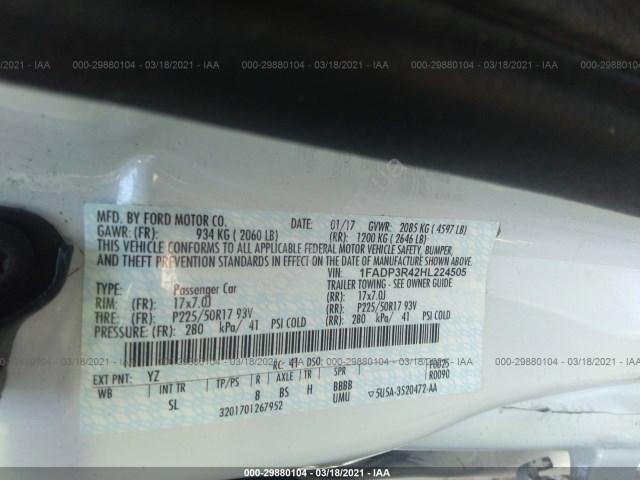 000-29880104 - 03/18/2021 - IAA 000-29880104 - 03/18/2021 - IAA 000-29880104 - 03/18/2021 - IAA
MFD. BY FORD MOTOR CO. DATE: 01/17 GVWR: 2085 KG ( 4597 LB)
GAWR: (FR): 934 KG ( 2060 LB) (RR): 1200 KG ( 2646 LB)
THIS VEHICLE CONFORMS TO ALL APPLICABLE FEDERAL MOTOR VEHICLE SAFETY, BUMPER,
AND THEFT PREVENTION STANDARDS IN EFFECT ON THE DATE OF MANUFACTURE SHOWN ABOVE.
VIN: 1FADP3R42HL224505
TYPE: Passenger Car TRAILER TOWING - SEE OWNER GUIDE
RIM: (FR): 17x7.0J (RR): 17x7.0J
TIRE: (FR): P225/50R17 93V (RR): P225/50R17 93V
PRESSURE: (FR): 280 kPa/ 41 PSI COLD (RR): 280 kPa/ 41 PSI COLD
000-29880104 - 03/18/2021 - IAA 000-29880104 - 03/18/2021 - IAA 000-29880104 - 03/18/2021 - IAA
EXT PNT: YZ RC: 41 DSO: F0025
R0090
WB INT TR TP/PS R AXLE TR SPR
SL 8 BS H BBBB
UMU 5U5A-3520472-AA
3201701267952
000-29880104 - 03/18/2021 - IAA